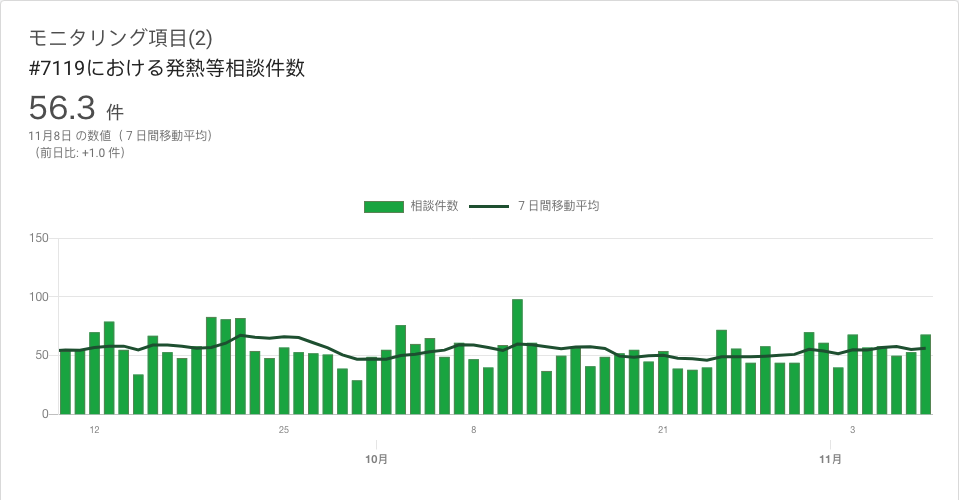 モニタリング項目(2)
#7119における発熱等相談件数
56.3 件
11月8日 の数値（７日間移動平均）
（前日比: +1.0 件）
相談件数 ７日間移動平均
150
100
50
0
12 25 8 21 3
10月 11月